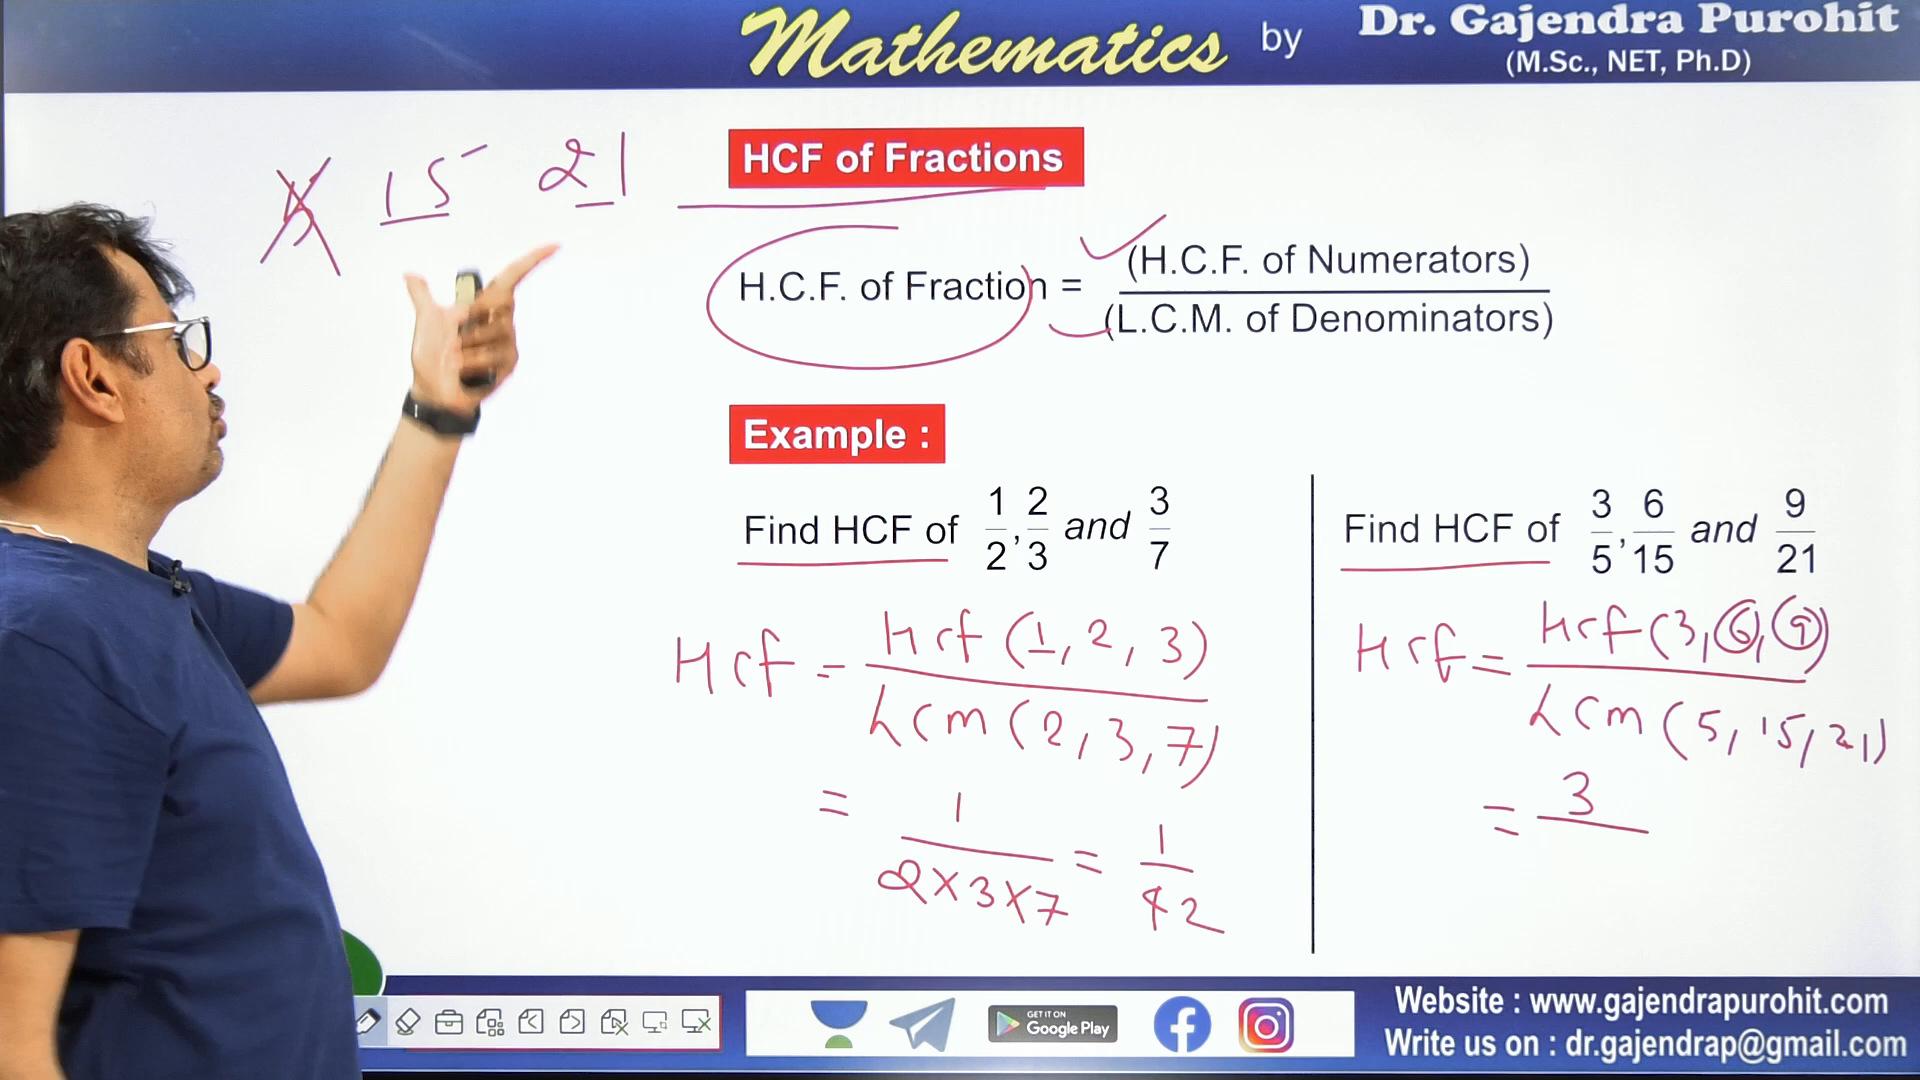 Mathematics by Dr. Gajendra Purohit
(M.Sc., NET, Ph.D)
5 15 21
HCF of Fractions
H.C.F. of Fraction = (H.C.F. of Numerators)
(L.C.M. of Denominators)
Example :
Find HCF of 1/2, 2/3 and 3/7
Hcf = Hcf (1, 2, 3)
Lcm (2, 3, 7)
= 1 / 2×3×7 = 1 / 42
Find HCF of 3/5, 6/15 and 9/21
Hcf = Hcf (3, 6, 9)
Lcm (5, 15, 21)
= 3
GET IT ON
Google Play
Website : www.gajendrapurohit.com
Write us on : dr.gajendrap@gmail.com